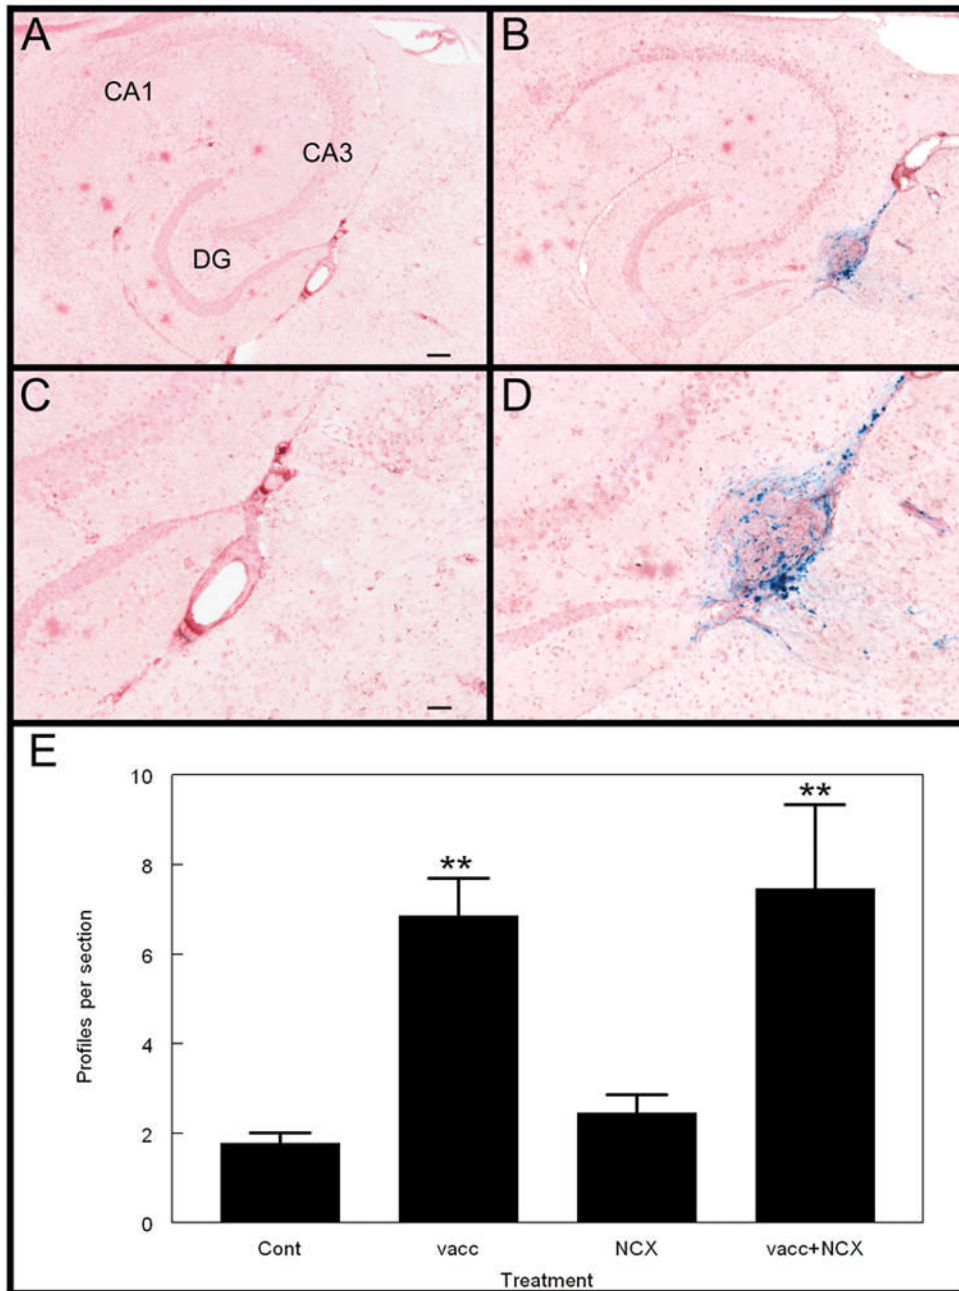 A
B
CA1
CA3
DG
C
D
E
10
8
6
4
2
0
**
**
Profiles per section
Cont vacc NCX vacc+NCX
Treatment